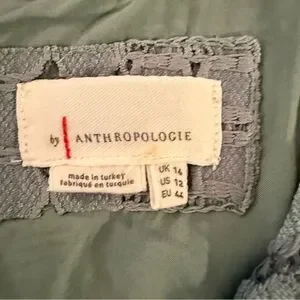 by ANTHROPOLOGIE
made in turkey
fabriqué en turquie
UK 14
US 12
EU 44